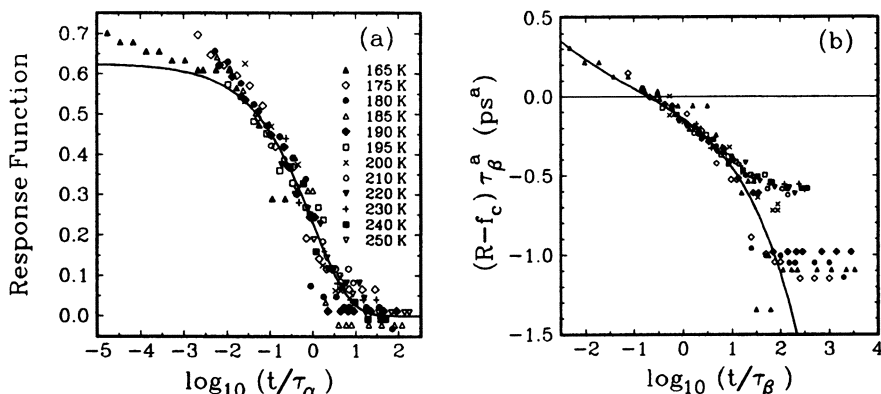 (a)
Response Function
0.7
0.6
0.5
0.4
0.3
0.2
0.1
0.0
-5 -4 -3 -2 -1 0 1 2
log10 (t/τα)
165 K
175 K
180 K
185 K
190 K
195 K
200 K
210 K
220 K
230 K
240 K
250 K
(b)
(R-fc) τβ^a (ps^a)
0.5
0.0
-0.5
-1.0
-1.5
-2 -1 0 1 2 3 4
log10 (t/τβ)